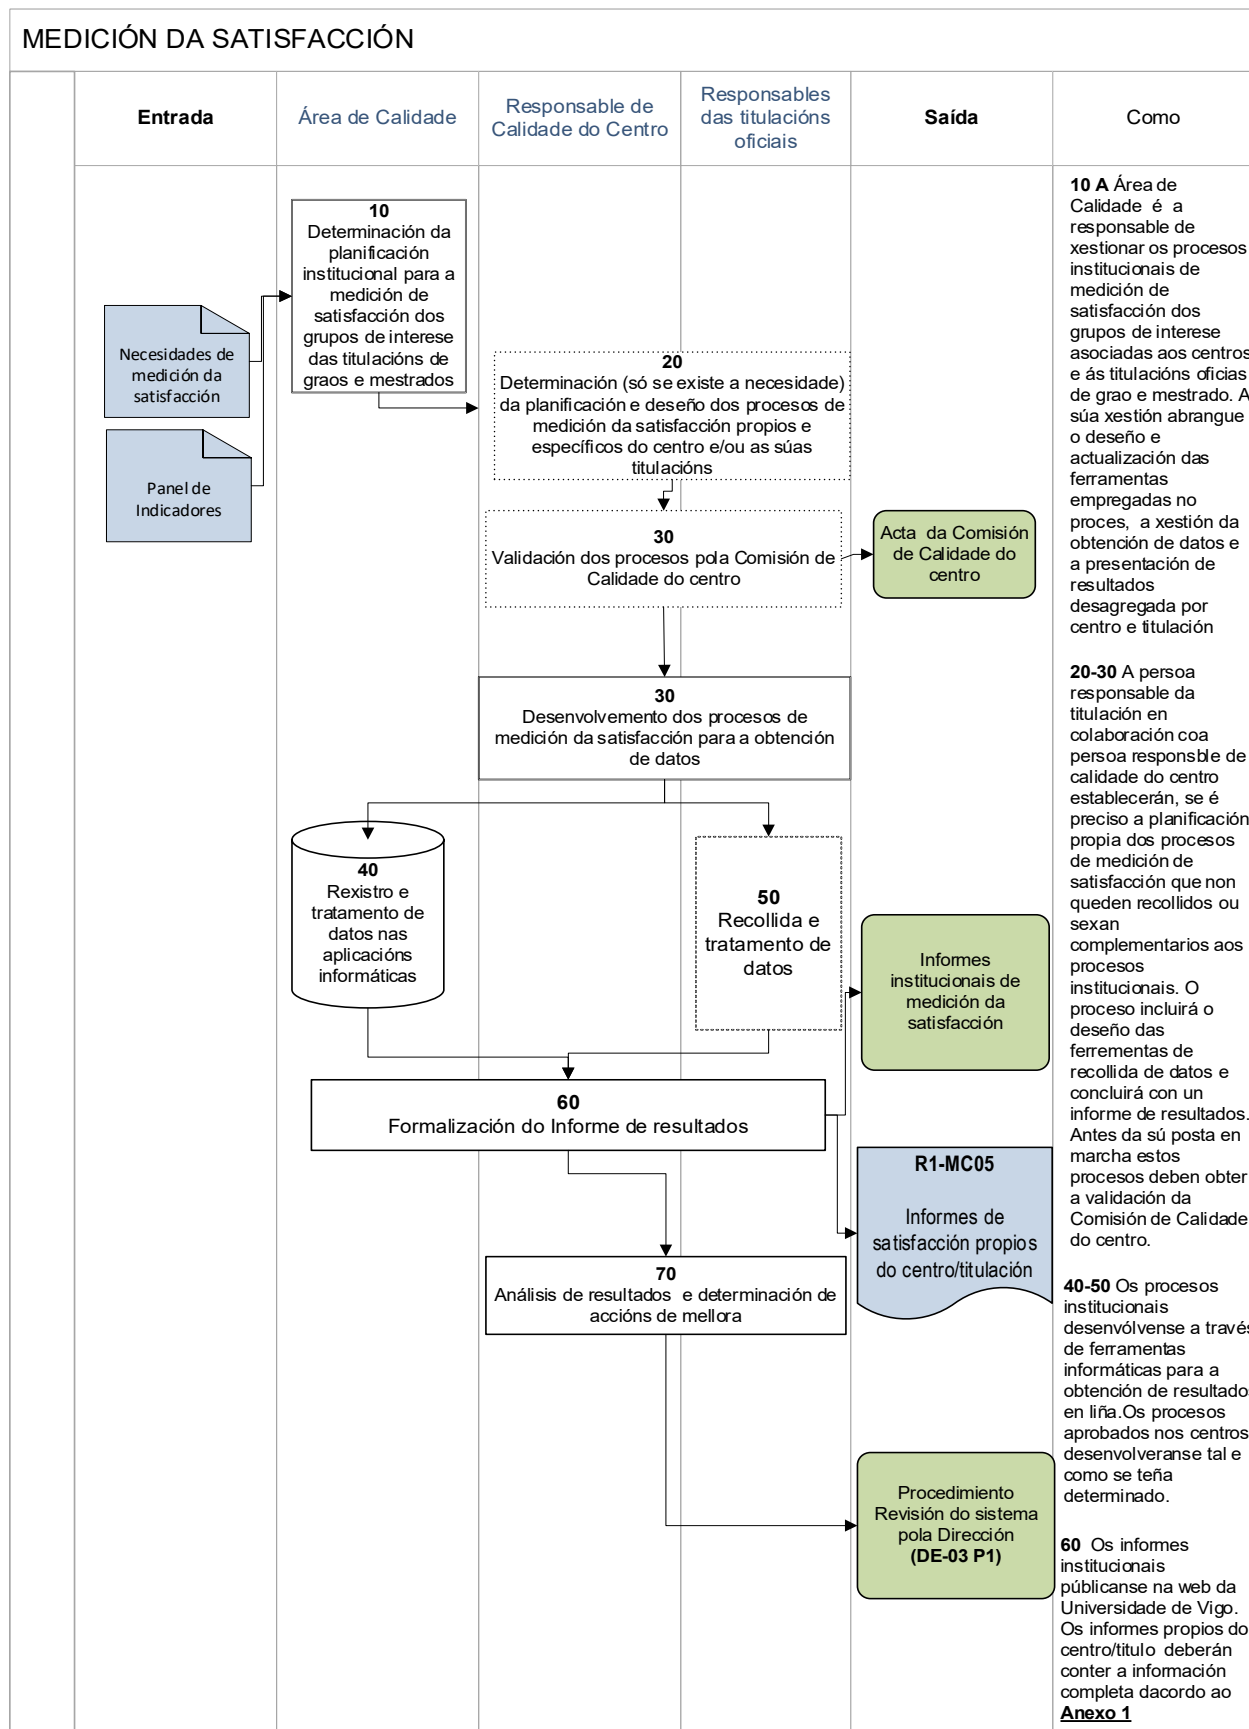 MEDICIÓN DA SATISFACCIÓN
Entrada
Área de Calidade
Responsable de
Calidade do Centro
Responsables
das titulacións
oficiais
Saída
Como
10
Determinación da
planificación
institucional para a
medición de
satisfacción dos
grupos de interese
das titulacións de
graos e mestrados
Necesidades de
medición da
satisfacción
Panel de
Indicadores
20
Determinación (só se existe a necesidade)
da planificación e deseño dos procesos de
medición da satisfacción propios e
específicos do centro e/ou as súas
titulacións
30
Validación dos procesos pola Comisión de
Calidade do centro
Acta da Comisión
de Calidade do
centro
30
Desenvolvemento dos procesos de
medición da satisfacción para a obtención
de datos
40
Rexistro e
tratamento de
datos nas
aplicacións
informáticas
50
Recollida e
tratamento de
datos
Informes
institucionais de
medición da
satisfacción
60
Formalización do Informe de resultados
R1-MC05
Informes de
satisfacción propios
do centro/titulación
70
Análisis de resultados e determinación de
accións de mellora
Procedimiento
Revisión do sistema
pola Dirección
(DE-03 P1)
10 A Área de
Calidade é a
responsable de
xestionar os procesos
institucionais de
medición de
satisfacción dos
grupos de interese
asociadas aos centros
e ás titulacións oficias
de grao e mestrado. A
súa xestión abrangue
o deseño e
actualización das
ferramentas
empregadas no
proces, a xestión da
obtención de datos e
a presentación de
resultados
desagregada por
centro e titulación
20-30 A persoa
responsable da
titulación en
colaboración coa
persoa responsble de
calidade do centro
establecerán, se é
preciso a planificación
propia dos procesos
de medición de
satisfacción que non
queden recollidos ou
sexan
complementarios aos
procesos
institucionais. O
proceso incluirá o
deseño das
ferrementas de
recollida de datos e
concluirá con un
informe de resultados.
Antes da sú posta en
marcha estos
procesos deben obter
a validación da
Comisión de Calidade
do centro.
40-50 Os procesos
institucionais
desenvólvense a través
de ferramentas
informáticas para a
obtención de resultados
en liña.Os procesos
aprobados nos centros
desenvolveranse tal e
como se teña
determinado.
60 Os informes
institucionais
públicanse na web da
Universidade de Vigo.
Os informes propios do
centro/titulo deberán
conter a información
completa dacordo ao
Anexo 1